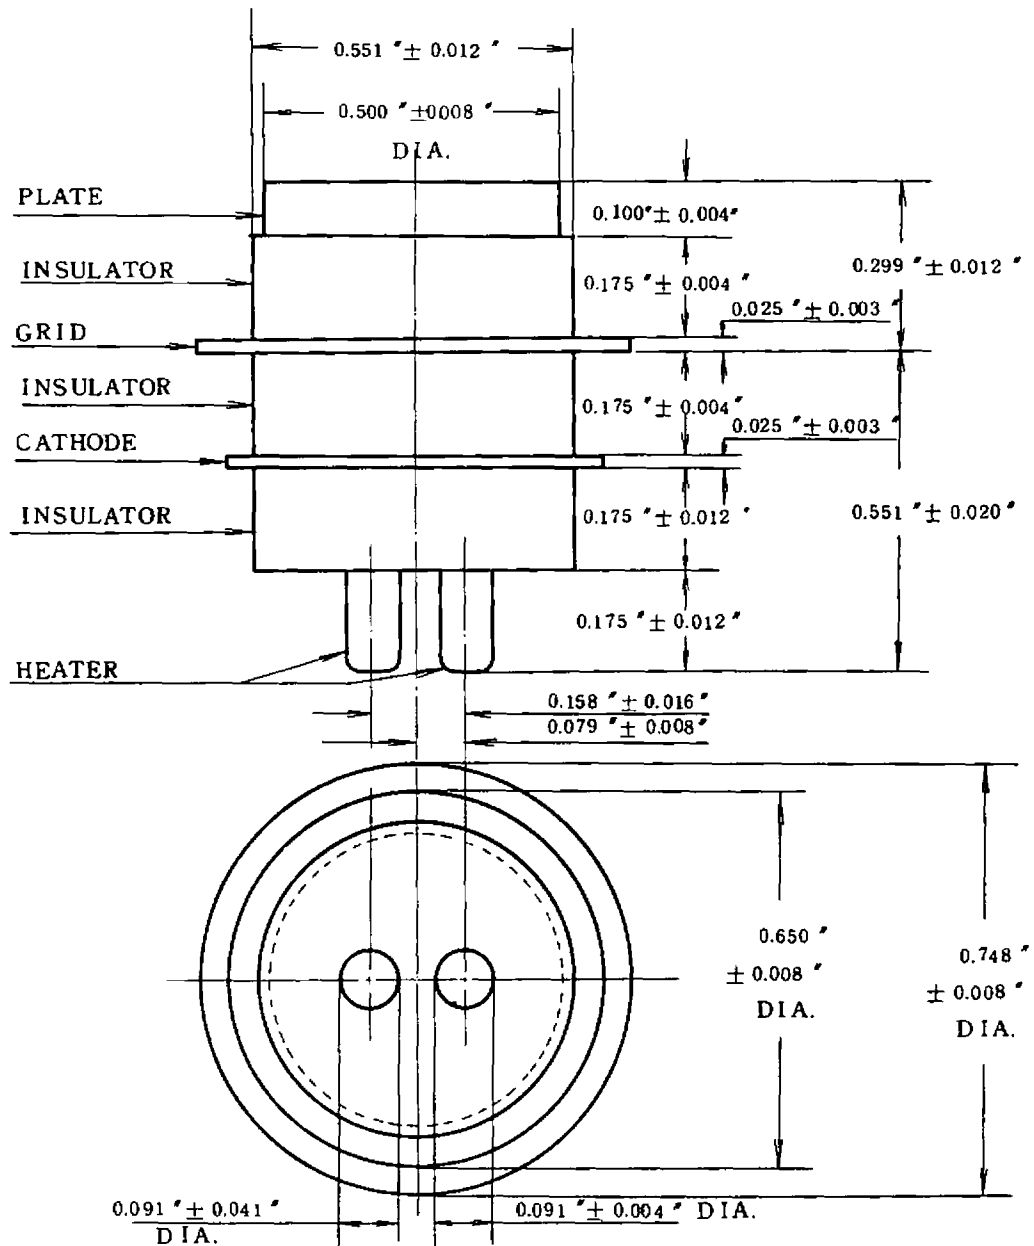 0.551 "± 0.012 "
0.500 "±008 "
DIA.
PLATE
0.100"± 0.004"
INSULATOR
0.175 "± 0.004 "
0.299 "± 0.012 "
0.025 "± 0.003 "
GRID
INSULATOR
0.175 "± 0.004"
0.025 "± 0.003 "
CATHODE
INSULATOR
0.175 "± 0.012 "
0.551 "± 0.020 "
0.175 "± 0.012"
HEATER
0.158 "± 0.016"
0.079 "± 0.008"
0.650 "
± 0.008 "
DIA.
0.748 "
± 0.008 "
DIA.
0.091 "± 0.041"
DIA.
0.091 "± 0.004" DIA.